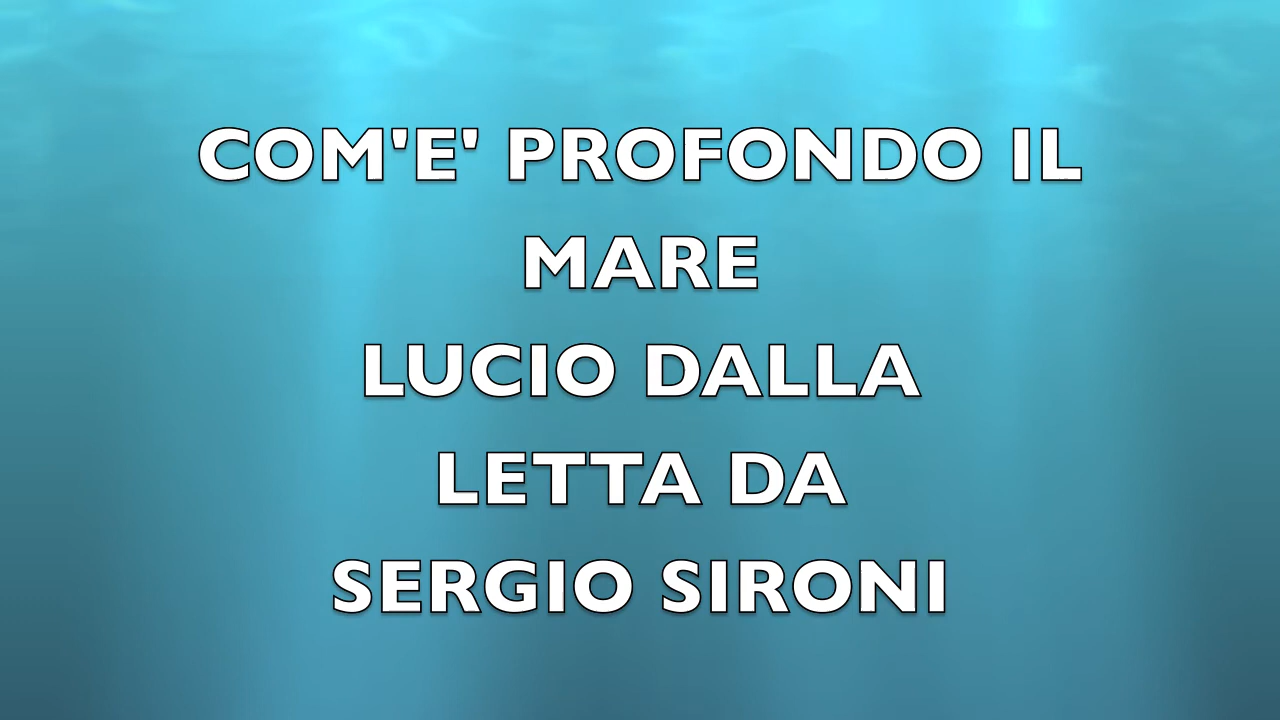 COM'E' PROFONDO IL
MARE
LUCIO DALLA
LETTA DA
SERGIO SIRONI